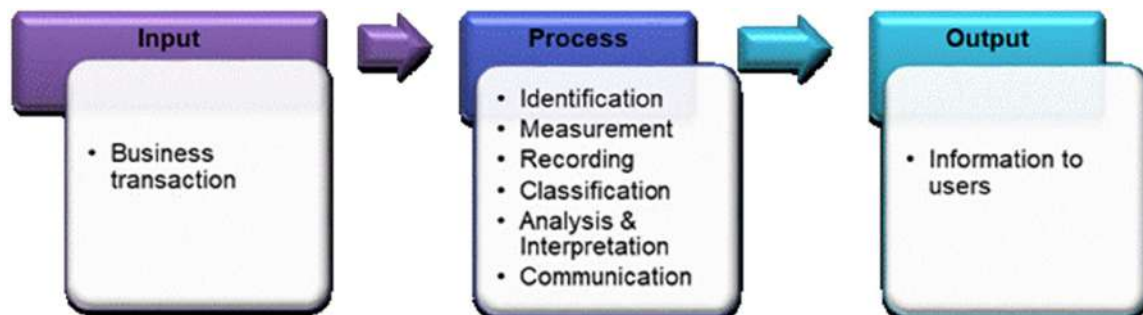 Input
• Business
transaction
Process
• Identification
• Measurement
• Recording
• Classification
• Analysis &
Interpretation
• Communication
Output
• Information to
users